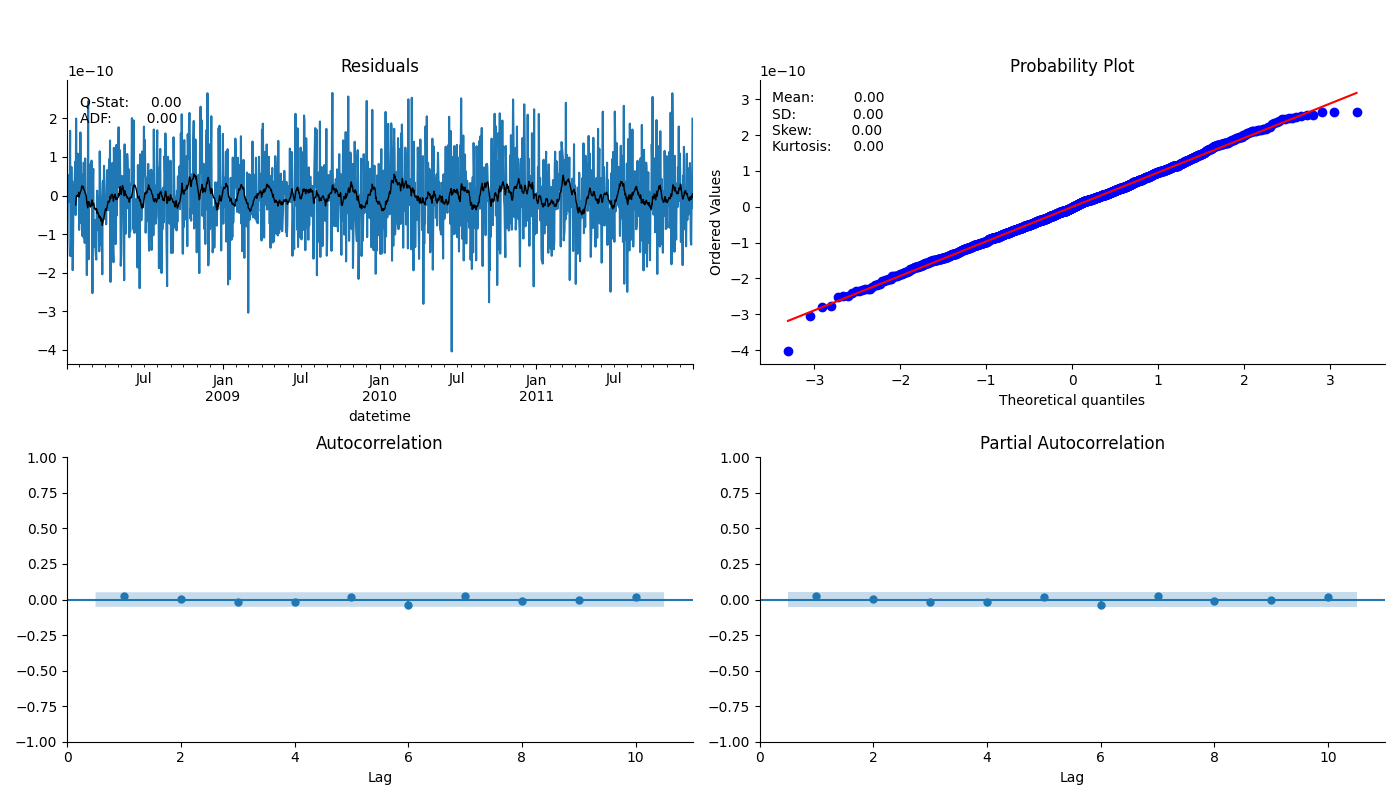 Residuals
1e−10
Q-Stat: 0.00
ADF: 0.00
2
1
0
−1
−2
−3
−4
Jul
Jan
2009
Jul
Jan
2010
Jul
Jan
2011
Jul
datetime
Probability Plot
1e−10
Mean: 0.00
SD: 0.00
Skew: 0.00
Kurtosis: 0.00
3
2
1
0
−1
−2
−3
−4
Ordered Values
−3 −2 −1 0 1 2 3
Theoretical quantiles
Autocorrelation
1.00
0.75
0.50
0.25
0.00
−0.25
−0.50
−0.75
−1.00
0 2 4 6 8 10
Lag
Partial Autocorrelation
1.00
0.75
0.50
0.25
0.00
−0.25
−0.50
−0.75
−1.00
0 2 4 6 8 10
Lag